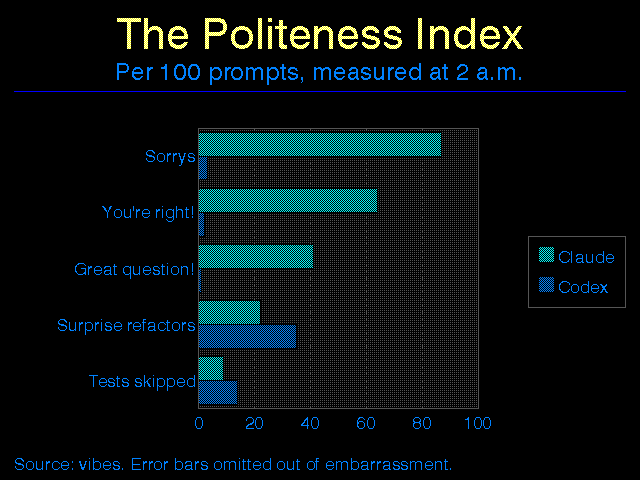 The Politeness Index
Per 100 prompts, measured at 2 a.m.
Sorrys
You're right!
Great question!
Surprise refactors
Tests skipped
0 20 40 60 80 100
Claude
Codex
Source: vibes. Error bars omitted out of embarrassment.